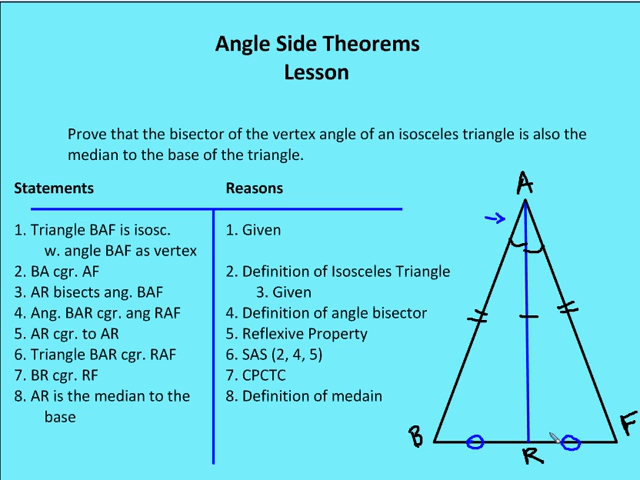 Angle Side Theorems
Lesson
Prove that the bisector of the vertex angle of an isosceles triangle is also the
median to the base of the triangle.
Statements
Reasons
1. Triangle BAF is isosc.
w. angle BAF as vertex
1. Given
2. BA cgr. AF
2. Definition of Isosceles Triangle
3. AR bisects ang. BAF
3. Given
4. Ang. BAR cgr. ang RAF
4. Definition of angle bisector
5. AR cgr. to AR
5. Reflexive Property
6. Triangle BAR cgr. RAF
6. SAS (2, 4, 5)
7. BR cgr. RF
7. CPCTC
8. AR is the median to the
base
8. Definition of medain
A
B
R
F